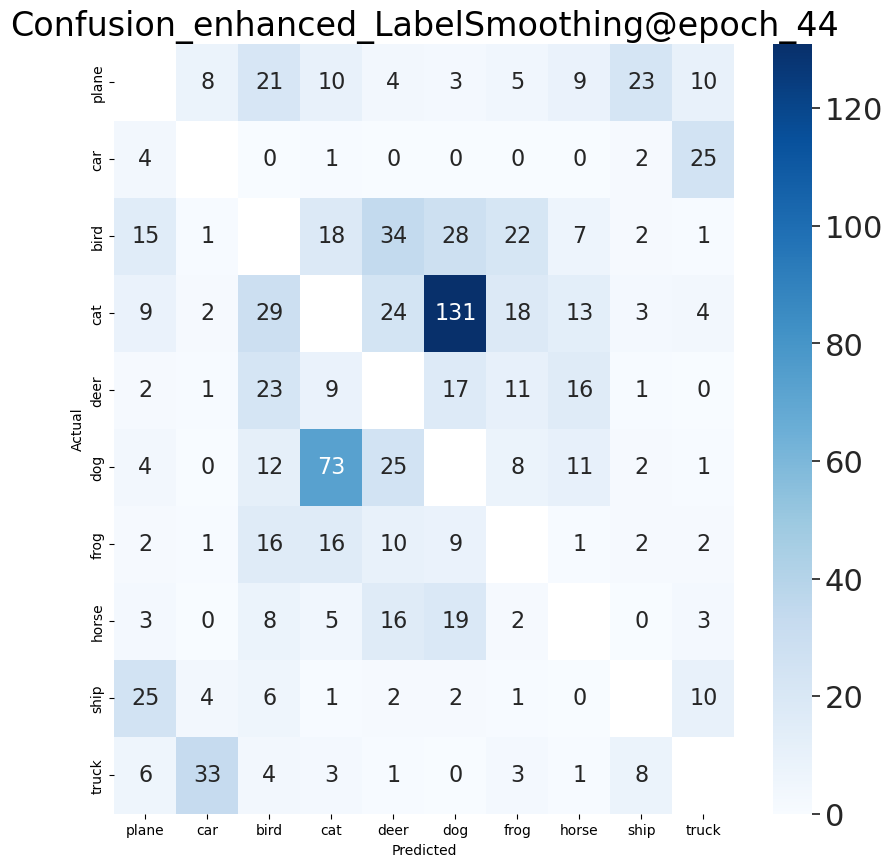 Confusion_enhanced_LabelSmoothing@epoch_44
plane 8 21 10 4 3 5 9 23 10
car 4 0 1 0 0 0 0 2 25
bird 15 1 18 34 28 22 7 2 1
cat 9 2 29 24 131 18 13 3 4
deer 2 1 23 9 17 11 16 1 0
dog 4 0 12 73 25 8 11 2 1
frog 2 1 16 16 10 9 1 2 2
horse 3 0 8 5 16 19 2 0 3
ship 25 4 6 1 2 2 1 0 10
truck 6 33 4 3 1 0 3 1 8
plane car bird cat deer dog frog horse ship truck
Predicted
Actual
120
100
80
60
40
20
0